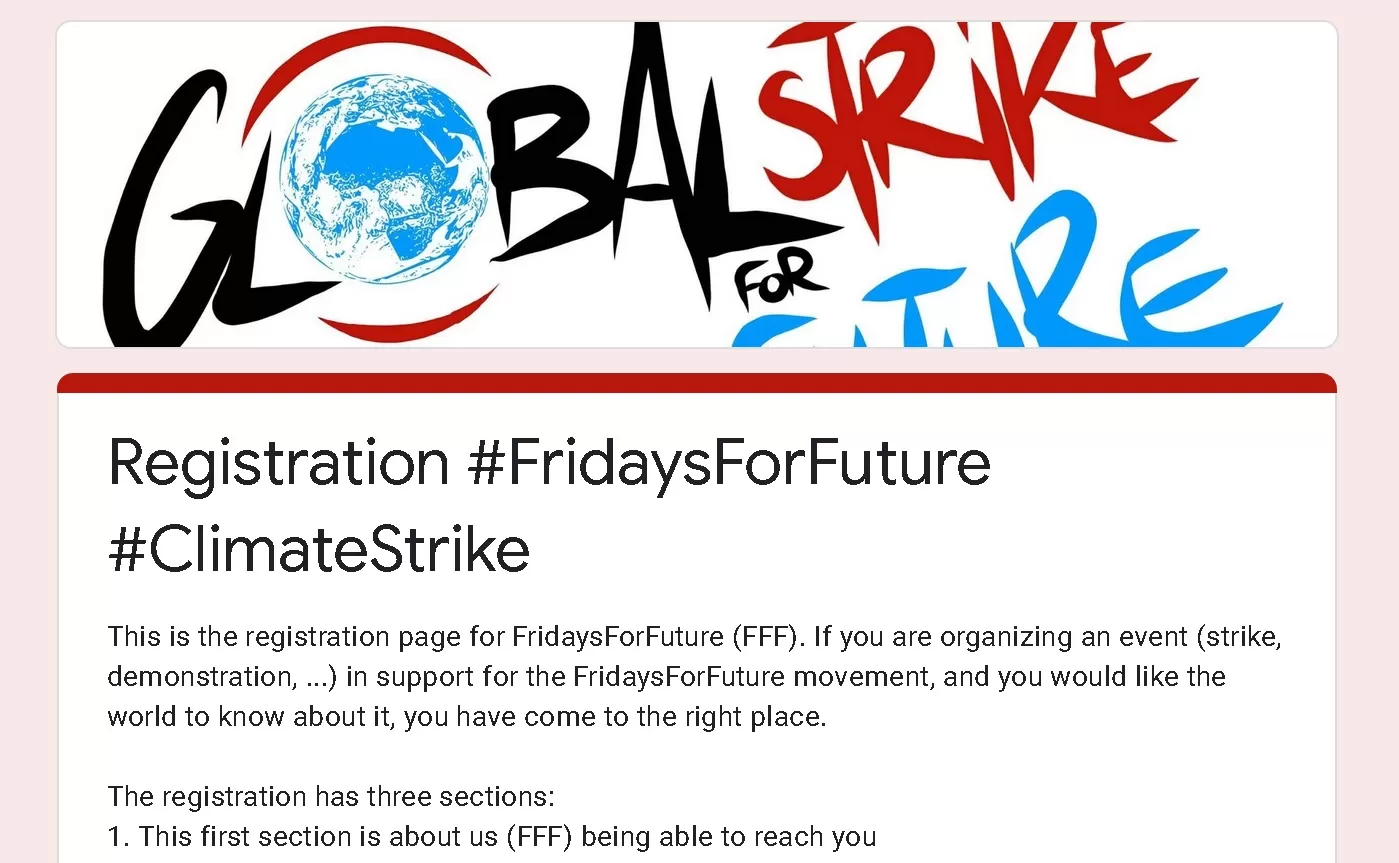 GLOBAL STRIKE
FOR
FUTURE
Registration #FridaysForFuture
#ClimateStrike
This is the registration page for FridaysForFuture (FFF). If you are organizing an event (strike,
demonstration, ...) in support for the FridaysForFuture movement, and you would like the
world to know about it, you have come to the right place.
The registration has three sections:
1. This first section is about us (FFF) being able to reach you